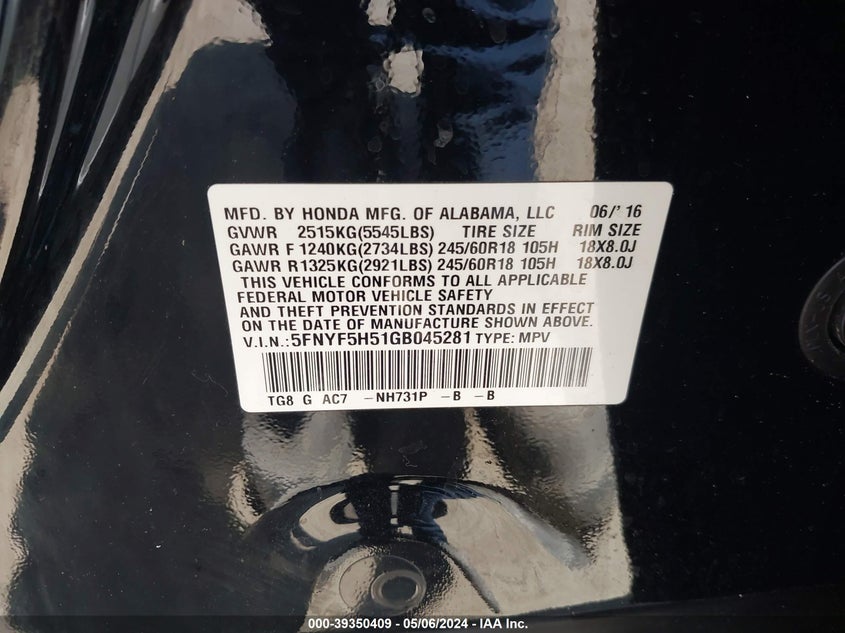 MFD. BY HONDA MFG. OF ALABAMA, LLC 06/' 16
GVWR 2515KG(5545LBS) TIRE SIZE RIM SIZE
GAWR F 1240KG(2734LBS) 245/60R18 105H 18X8.0J
GAWR R1325KG(2921LBS) 245/60R18 105H 18X8.0J
THIS VEHICLE CONFORMS TO ALL APPLICABLE
FEDERAL MOTOR VEHICLE SAFETY
AND THEFT PREVENTION STANDARDS IN EFFECT
ON THE DATE OF MANUFACTURE SHOWN ABOVE.
V.I.N.:5FNYF5H51GB045281 TYPE: MPV
TG8 G AC7 -NH731P -B -B
000-39350409 - 05/06/2024 - IAA Inc.